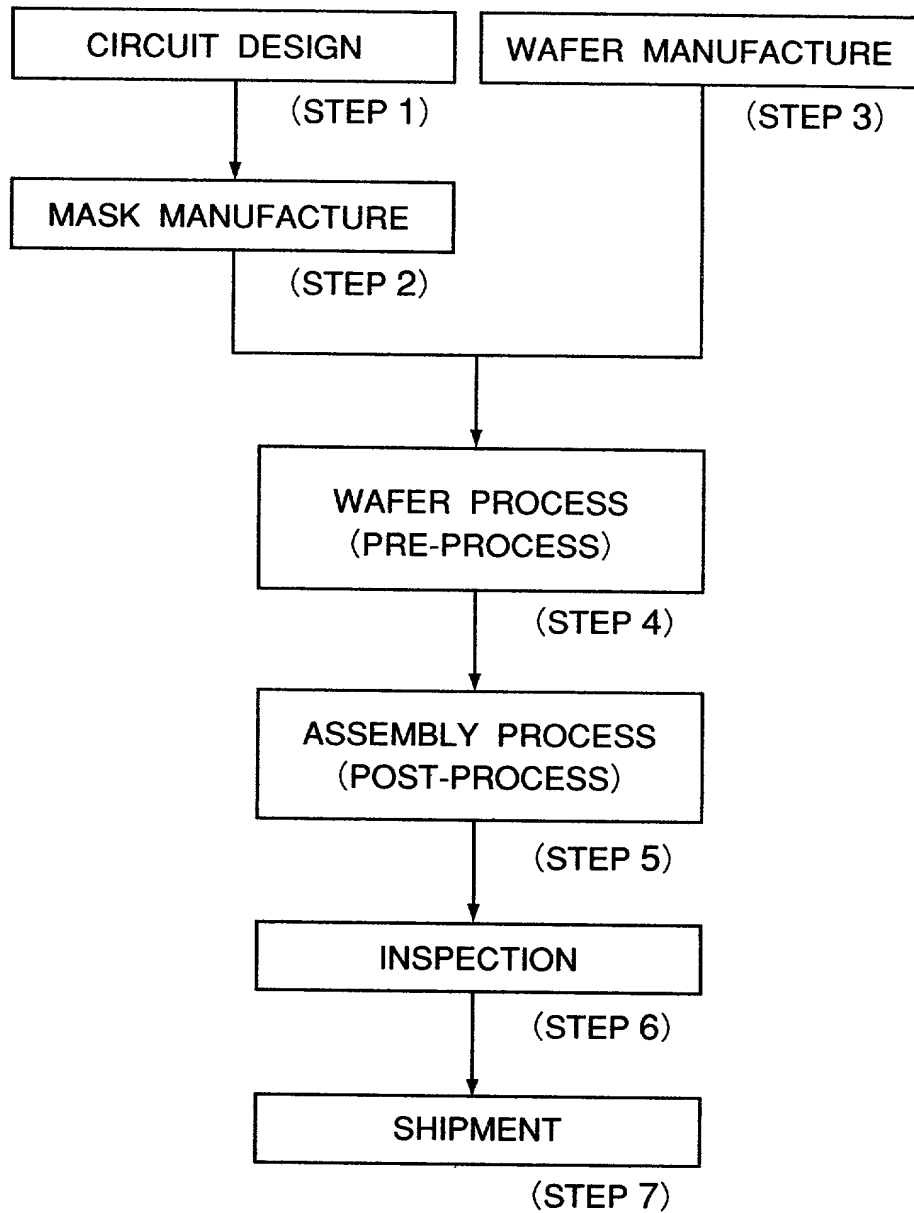 CIRCUIT DESIGN
(STEP 1)
WAFER MANUFACTURE
(STEP 3)
MASK MANUFACTURE
(STEP 2)
WAFER PROCESS
(PRE-PROCESS)
(STEP 4)
ASSEMBLY PROCESS
(POST-PROCESS)
(STEP 5)
INSPECTION
(STEP 6)
SHIPMENT
(STEP 7)